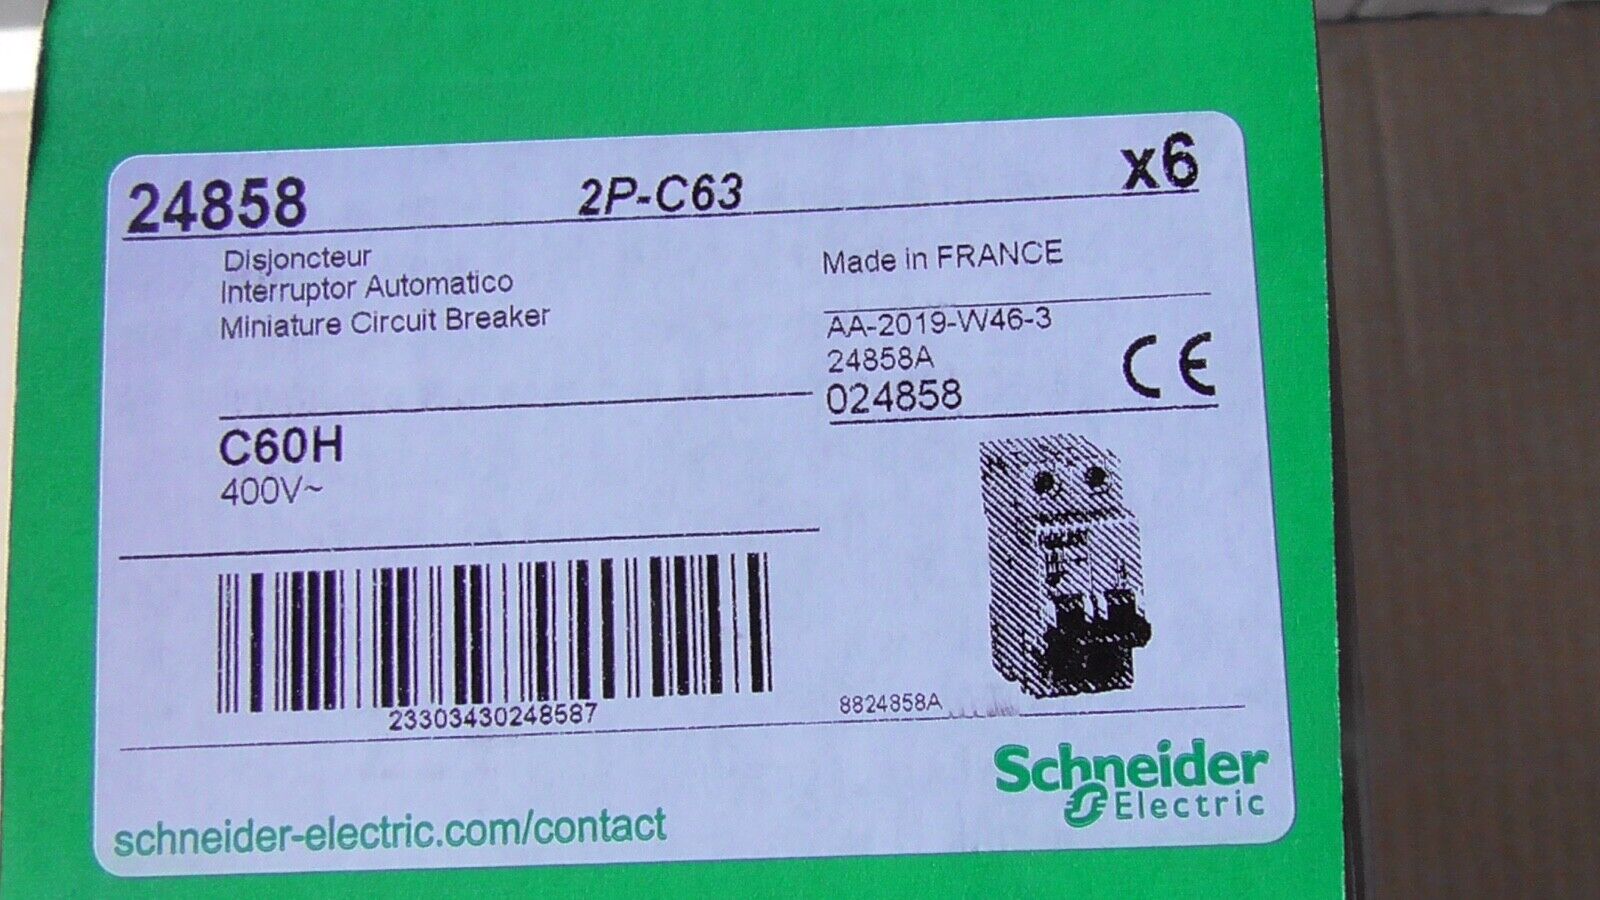 24858 2P-C63 x6
Disjoncteur
Interruptor Automatico
Miniature Circuit Breaker
Made in FRANCE
AA-2019-W46-3
24858A
024858
CE
C60H
400V~
23303430248587
8824858A
Schneider
Electric
schneider-electric.com/contact